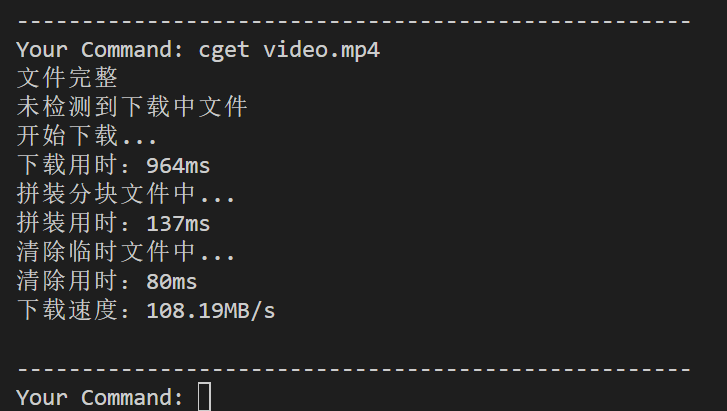 ----------------------------------------------------
Your Command: cget video.mp4
文件完整
未检测到下载中文件
开始下载...
下载用时：964ms
拼装分块文件中...
拼装用时：137ms
清除临时文件中...
清除用时：80ms
下载速度：108.19MB/s
----------------------------------------------------
Your Command: